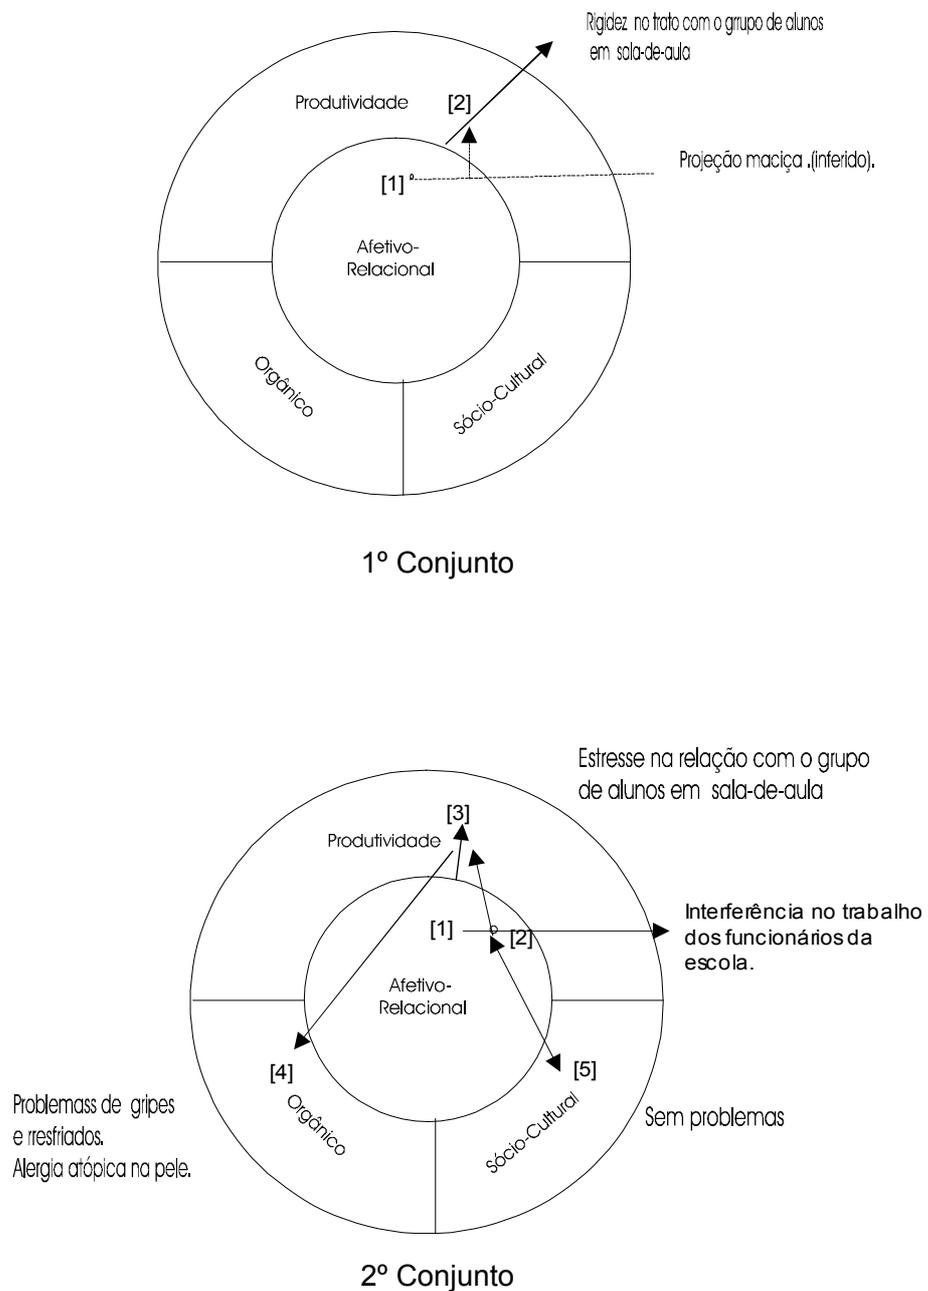 Rigidez no trato com o grrupo de alunos
em sala-de-aula
Produtividade
[2]
Projeção maciça .(inferido).
[1]
Afetivo-
Relacional
Orgânico
Sócio-Cultural
1º Conjunto
Estresse na relação com o grupo
de alunos em sala-de-aula
[3]
Produtividade
Interferência no trabalho
dos funcionários da
escola.
[1]
[2]
Afetivo-
Relacional
[4]
[5]
Orgânico
Sócio-Cultural
Problemass de gripes
e rresfriados.
Alergia atópica na pele.
Sem problemas
2º Conjunto